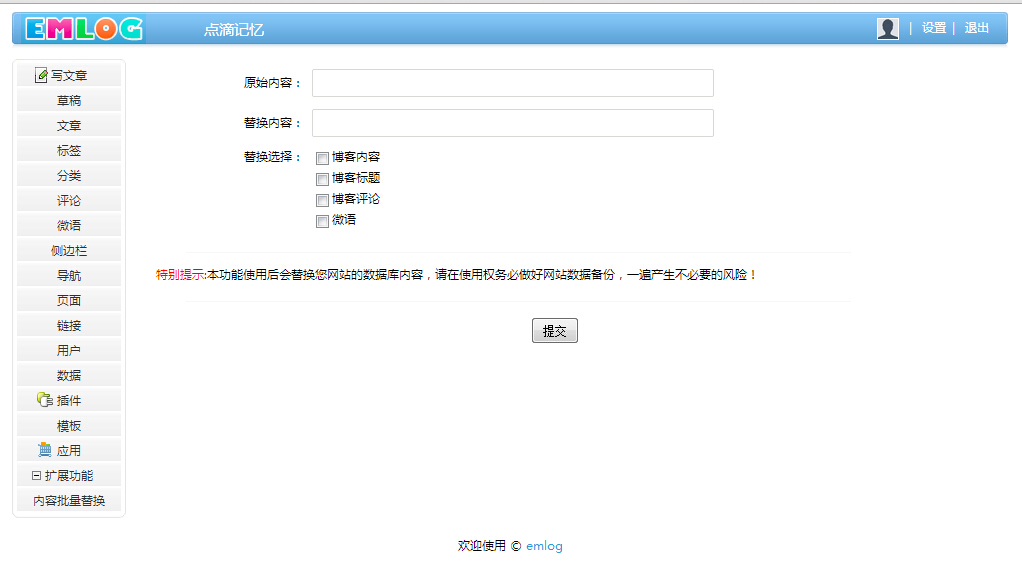 EMLOG 点滴记忆 | 设置 | 退出
写文章
草稿
文章
标签
分类
评论
微语
侧边栏
导航
页面
链接
用户
数据
插件
模板
应用
扩展功能
内容批量替换
原始内容：
替换内容：
替换选择：
博客内容
博客标题
博客评论
微语
特别提示:本功能使用后会替换您网站的数据库内容，请在使用权务必做好网站数据备份，一遍产生不必要的风险！
提交
欢迎使用 © emlog